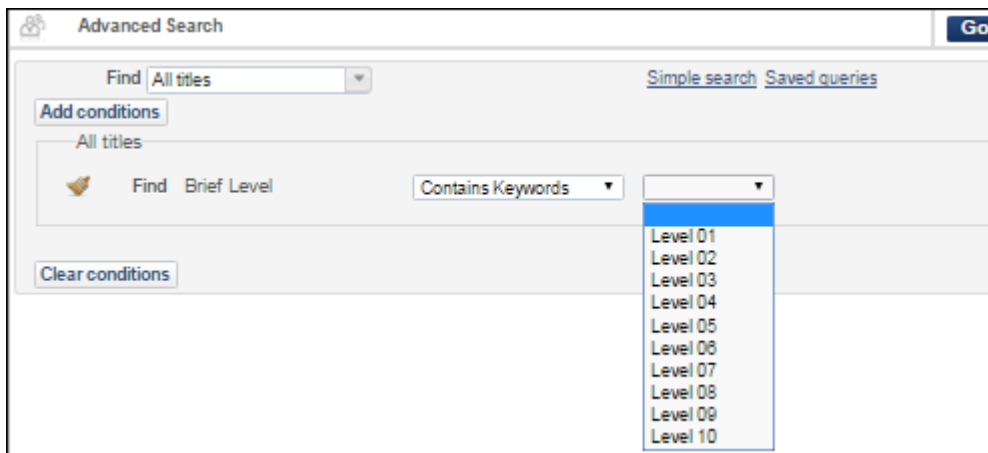 Advanced Search Go
Find All titles Simple search Saved queries
Add conditions
All titles
Find Brief Level Contains Keywords
Level 01
Level 02
Level 03
Level 04
Level 05
Level 06
Level 07
Level 08
Level 09
Level 10
Clear conditions